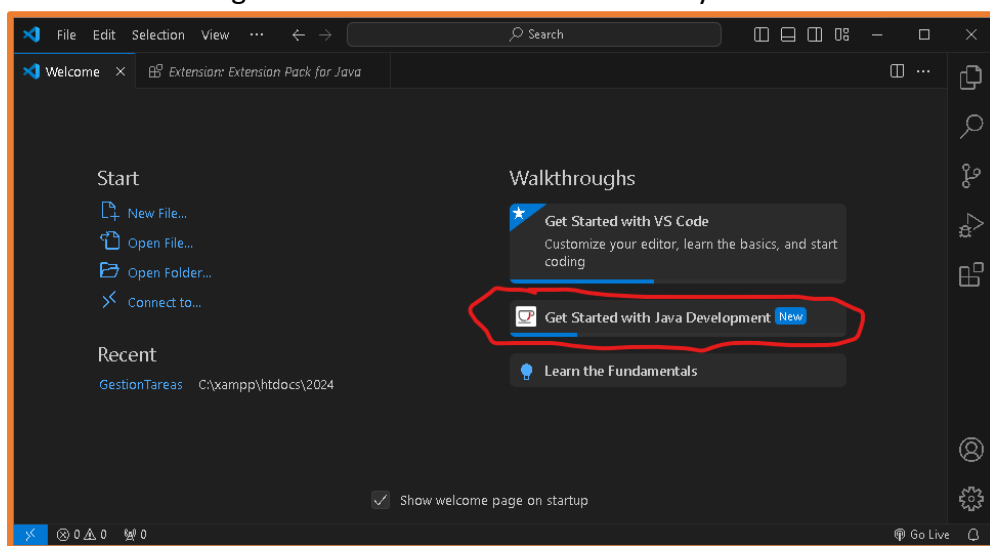 File Edit Selection View ··· Search
Welcome Extension: Extension Pack for Java
Start
New File...
Open File...
Open Folder...
Connect to...
Recent
GestionTareas C:\xampp\htdocs\2024
Walkthroughs
Get Started with VS Code
Customize your editor, learn the basics, and start
coding
Get Started with Java Development New
Learn the Fundamentals
Show welcome page on startup
0 0 0 Go Live